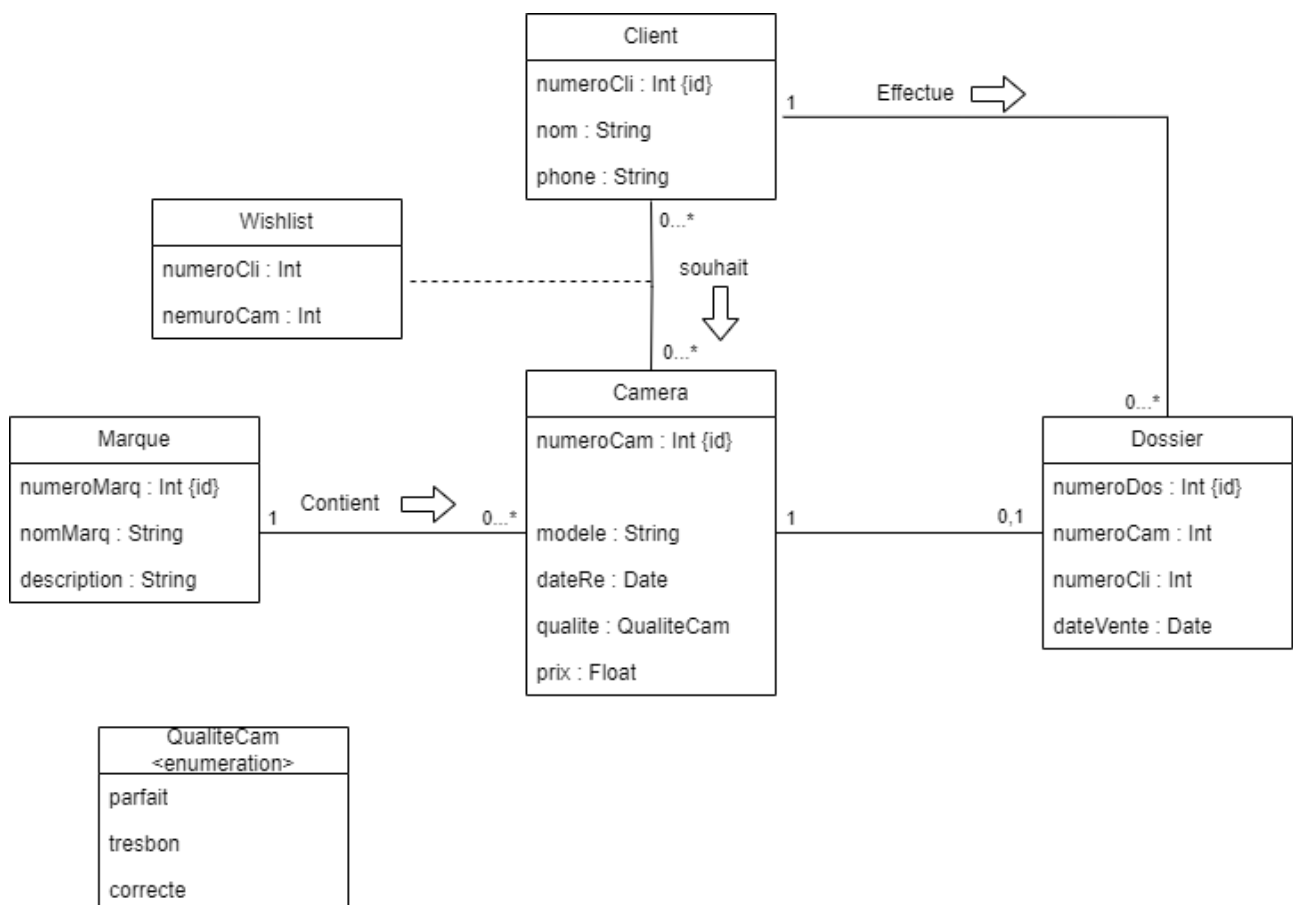 Client
numeroCli : Int {id}
nom : String
phone : String
1
Effectue
0...*
Wishlist
numeroCli : Int
nemuroCam : Int
souhait
0...*
0...*
Camera
numeroCam : Int {id}
modele : String
dateRe : Date
qualite : QualiteCam
prix : Float
Marque
numeroMarq : Int {id}
nomMarq : String
description : String
1
Contient
0...*
1
0,1
Dossier
numeroDos : Int {id}
numeroCam : Int
numeroCli : Int
dateVente : Date
QualiteCam
<enumeration>
parfait
tresbon
correcte